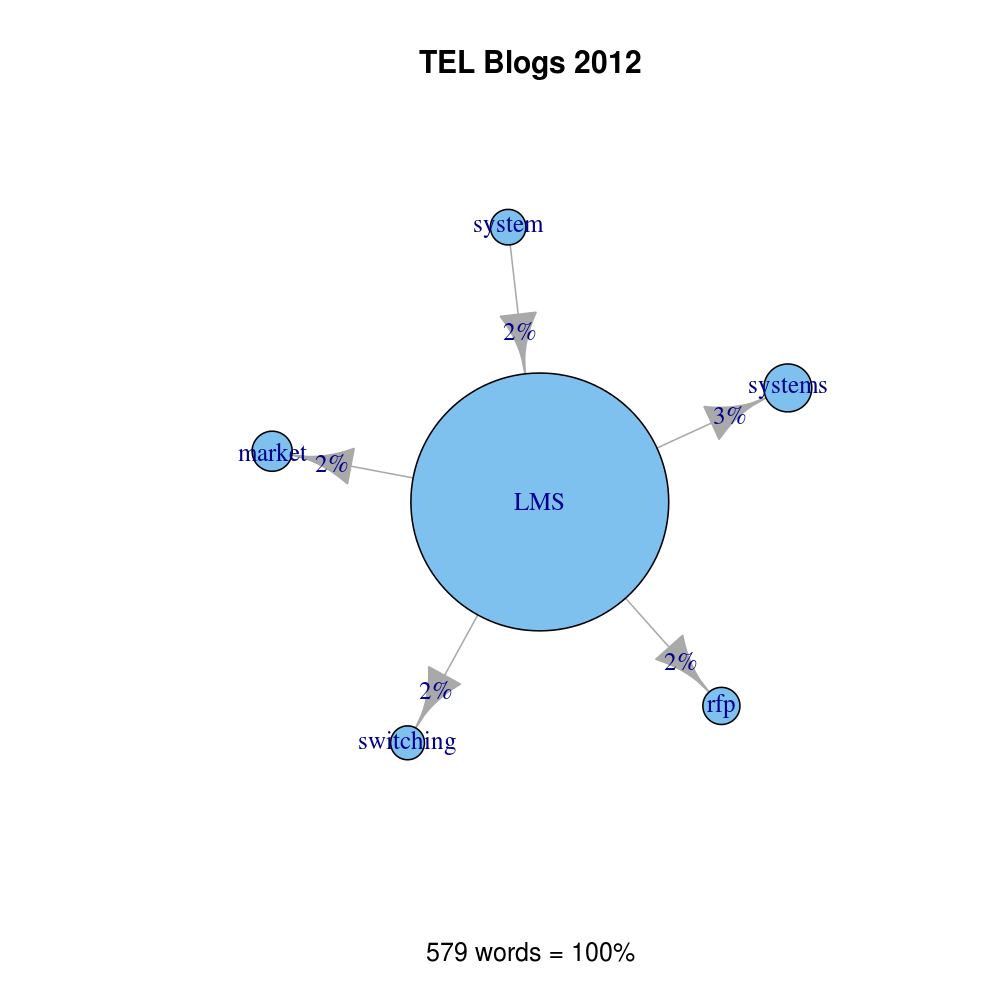 TEL Blogs 2012
system
2%
systems
3%
market
2%
LMS
2%
rfp
2%
switching
579 words = 100%